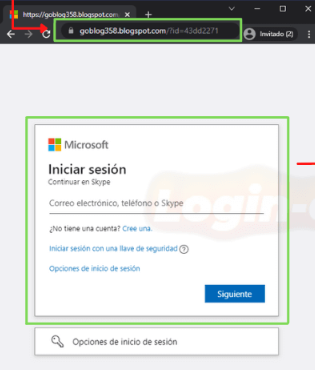 https://goblog358.blogspot.com
goblog358.blogspot.com/?id=43dd2271
Invitado (2)
Microsoft
Iniciar sesión
Continuar en Skype
Correo electrónico, teléfono o Skype
¿No tiene una cuenta? Cree una.
Iniciar sesión con una llave de seguridad
Opciones de inicio de sesión
Siguiente
Opciones de inicio de sesión
Login-